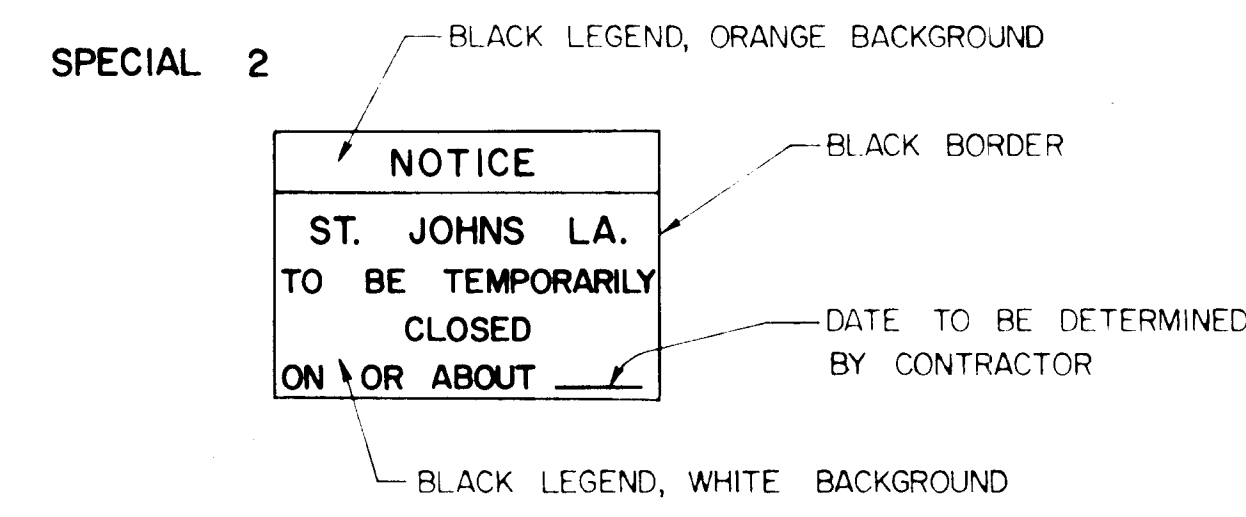 BLACK LEGEND, ORANGE BACKGROUND
SPECIAL 2
BLACK BORDER
NOTICE
ST. JOHNS LA.
TO BE TEMPORARILY
CLOSED
ON OR ABOUT ____
DATE TO BE DETERMINED
BY CONTRACTOR
BLACK LEGEND, WHITE BACKGROUND